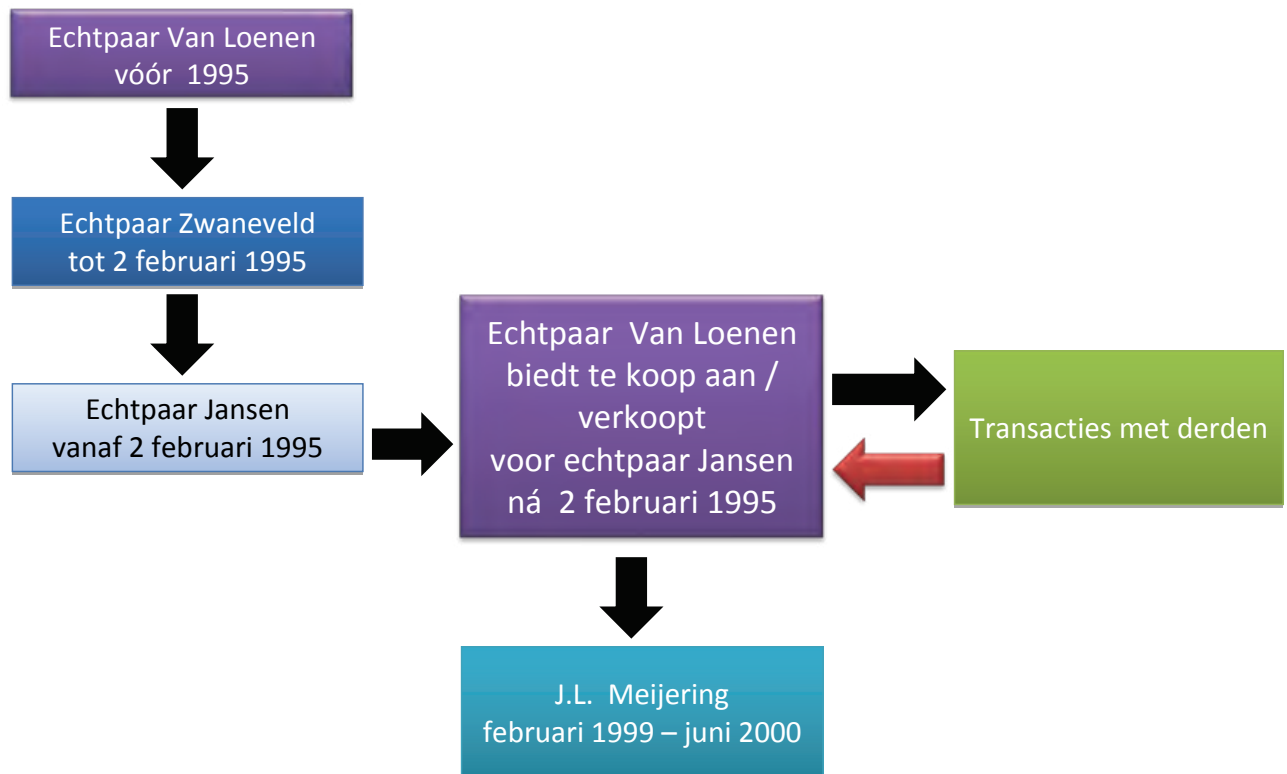 Echtpaar Van Loenen
vóór 1995
Echtpaar Zwaneveld
tot 2 februari 1995
Echtpaar Jansen
vanaf 2 februari 1995
Echtpaar Van Loenen
biedt te koop aan /
verkoopt
voor echtpaar Jansen
ná 2 februari 1995
Transacties met derden
J.L. Meijering
februari 1999 – juni 2000